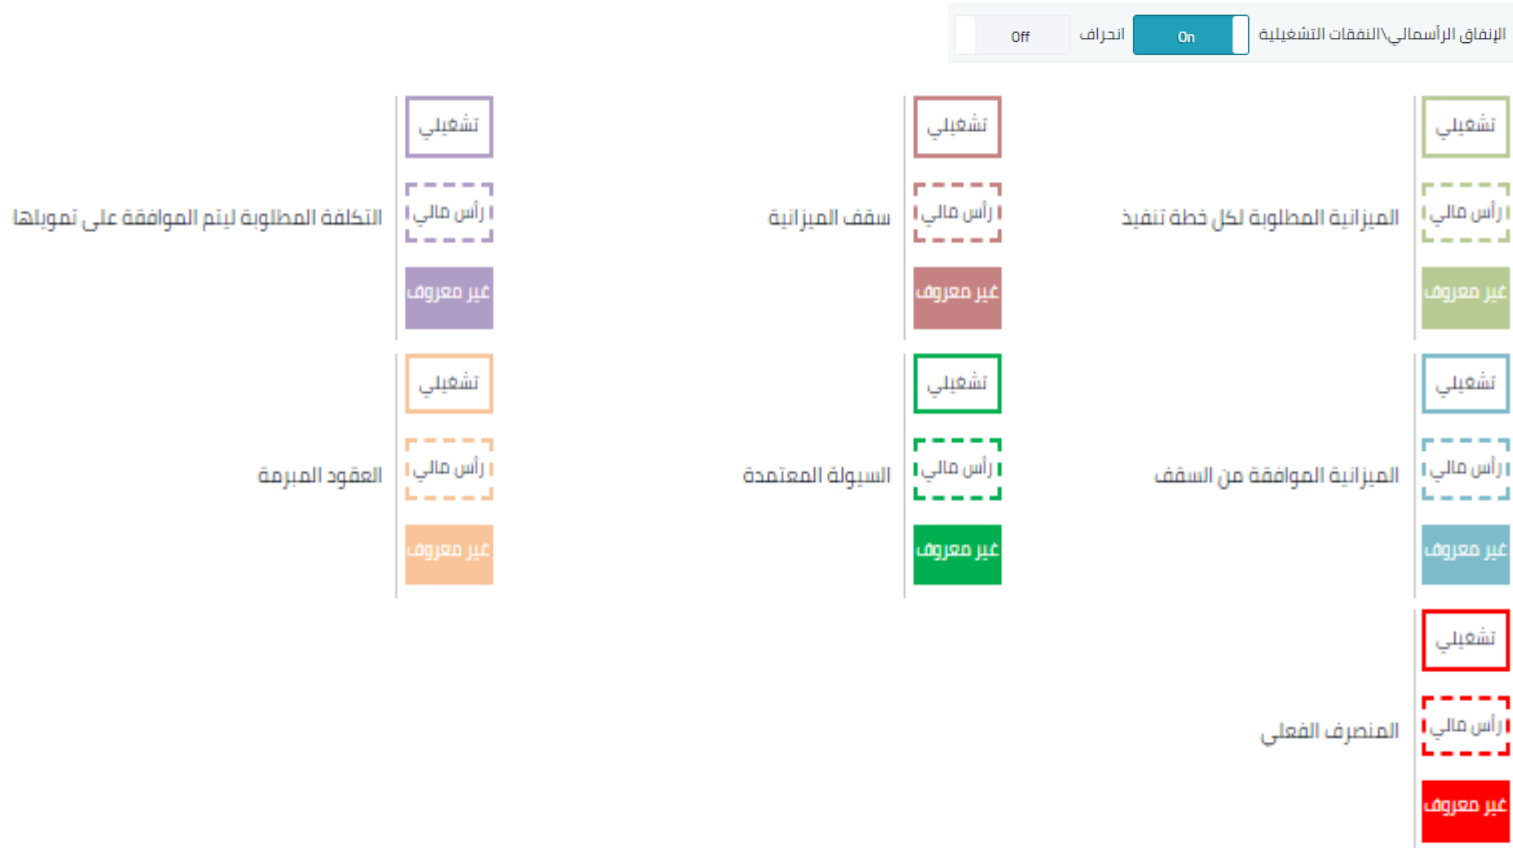 الإنفاق الرأسمالي\النفقات التشغيلية On انحراف Off
تشغيلي
رأس مالي
غير معروف
الميزانية المطلوبة لكل خطة تنفيذ
تشغيلي
رأس مالي
غير معروف
سقف الميزانية
تشغيلي
رأس مالي
غير معروف
التكلفة المطلوبة ليتم الموافقة على تمويلها
تشغيلي
رأس مالي
غير معروف
الميزانية الموافقة من السقف
تشغيلي
رأس مالي
غير معروف
السيولة المعتمدة
تشغيلي
رأس مالي
غير معروف
العقود المبرمة
تشغيلي
رأس مالي
غير معروف
المنصرف الفعلي